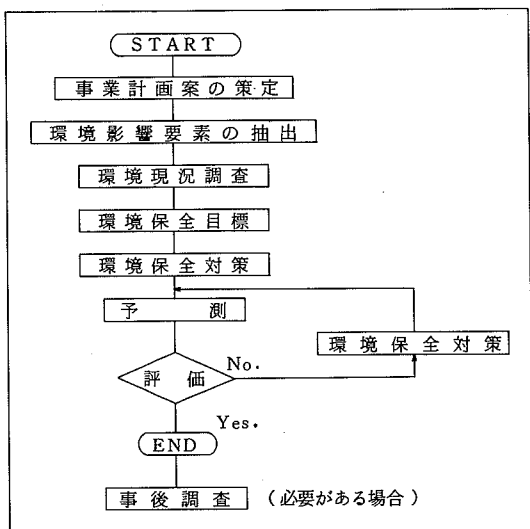 START
事業計画案の策定
環境影響要素の抽出
環境現況調査
環境保全目標
環境保全対策
予測
環境保全対策
評価
No.
Yes.
END
事後調査 (必要がある場合)